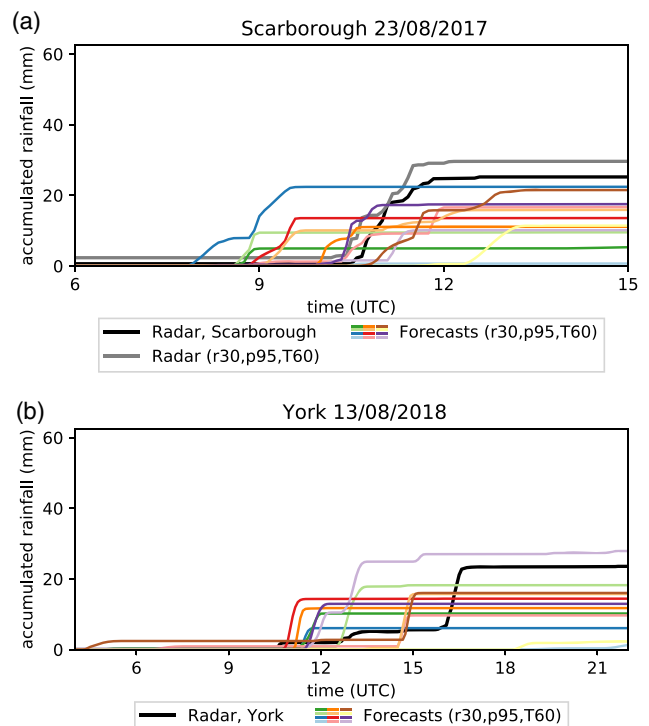 (a)
Scarborough 23/08/2017
accumulated rainfall (mm)
60
40
20
0
6
9
12
15
time (UTC)
Radar, Scarborough
Forecasts (r30,p95,T60)
Radar (r30,p95,T60)
(b)
York 13/08/2018
accumulated rainfall (mm)
60
40
20
0
6
9
12
15
18
21
time (UTC)
Radar, York
Forecasts (r30,p95,T60)